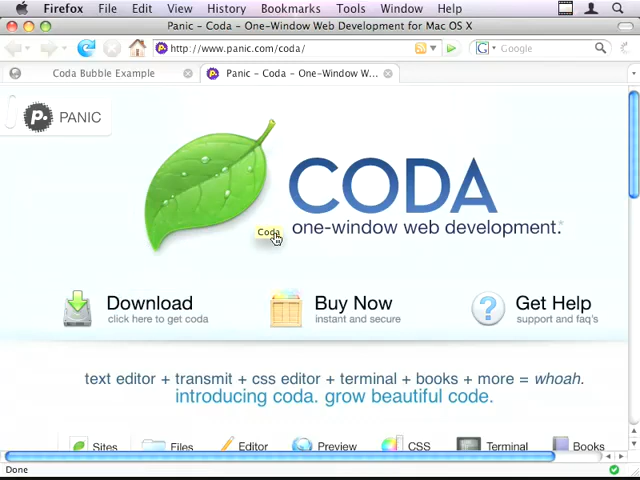 Firefox File Edit View History Bookmarks Tools Window Help
Panic - Coda - One-Window Web Development for Mac OS X
http://www.panic.com/coda/
Google
Coda Bubble Example
Panic - Coda - One-Window W...
PANIC
CODA
one-window web development.
Coda
Download
click here to get coda
Buy Now
instant and secure
Get Help
support and faq's
text editor + transmit + css editor + terminal + books + more = whoah.
introducing coda. grow beautiful code.
Sites Files Editor Preview CSS Terminal Books
Done